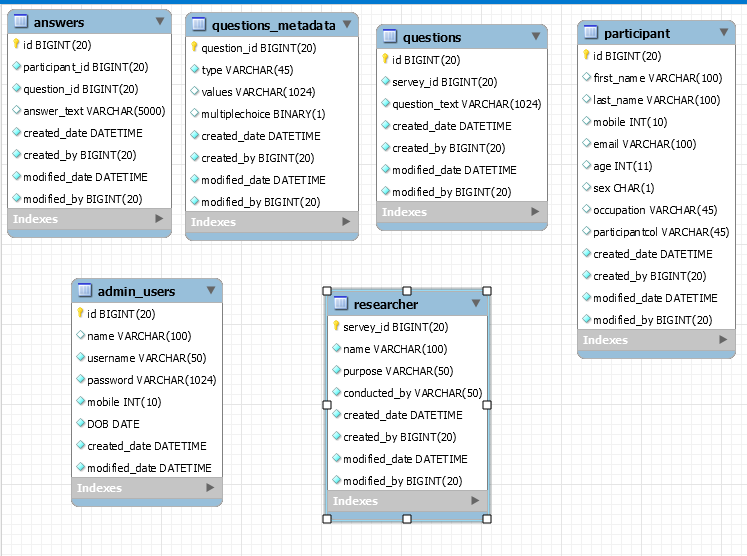 answers
id BIGINT(20)
participant_id BIGINT(20)
question_id BIGINT(20)
answer_text VARCHAR(5000)
created_date DATETIME
created_by BIGINT(20)
modified_date DATETIME
modified_by BIGINT(20)
Indexes
questions_metadata
question_id BIGINT(20)
type VARCHAR(45)
values VARCHAR(1024)
multiplechoice BINARY(1)
created_date DATETIME
created_by BIGINT(20)
modified_date DATETIME
modified_by BIGINT(20)
Indexes
questions
id BIGINT(20)
servey_id BIGINT(20)
question_text VARCHAR(1024)
created_date DATETIME
created_by BIGINT(20)
modified_date DATETIME
modified_by BIGINT(20)
Indexes
participant
id BIGINT(20)
first_name VARCHAR(100)
last_name VARCHAR(100)
mobile INT(10)
email VARCHAR(100)
age INT(11)
sex CHAR(1)
occupation VARCHAR(45)
participantcol VARCHAR(45)
created_date DATETIME
created_by BIGINT(20)
modified_date DATETIME
modified_by BIGINT(20)
Indexes
admin_users
id BIGINT(20)
name VARCHAR(100)
username VARCHAR(50)
password VARCHAR(1024)
mobile INT(10)
DOB DATE
created_date DATETIME
modified_date DATETIME
Indexes
researcher
servey_id BIGINT(20)
name VARCHAR(100)
purpose VARCHAR(50)
conducted_by VARCHAR(50)
created_date DATETIME
created_by BIGINT(20)
modified_date DATETIME
modified_by BIGINT(20)
Indexes